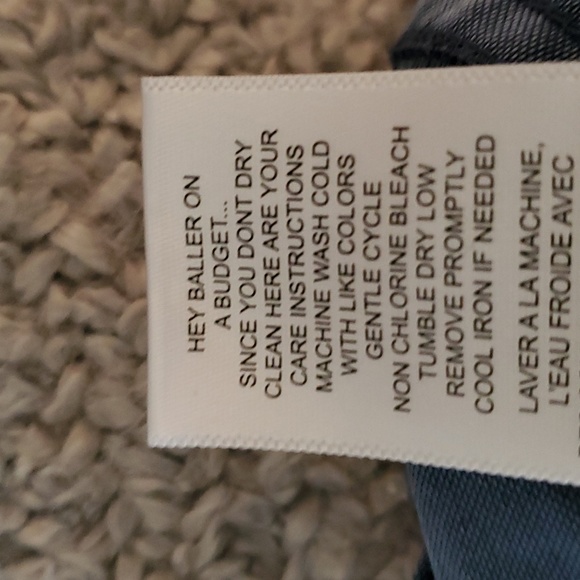 HEY BALLER ON
A BUDGET...
SINCE YOU DONT DRY
CLEAN HERE ARE YOUR
CARE INSTRUCTIONS
MACHINE WASH COLD
WITH LIKE COLORS
GENTLE CYCLE
NON CHLORINE BLEACH
TUMBLE DRY LOW
REMOVE PROMPTLY
COOL IRON IF NEEDED
LAVER A LA MACHINE,
L'EAU FROIDE AVEC